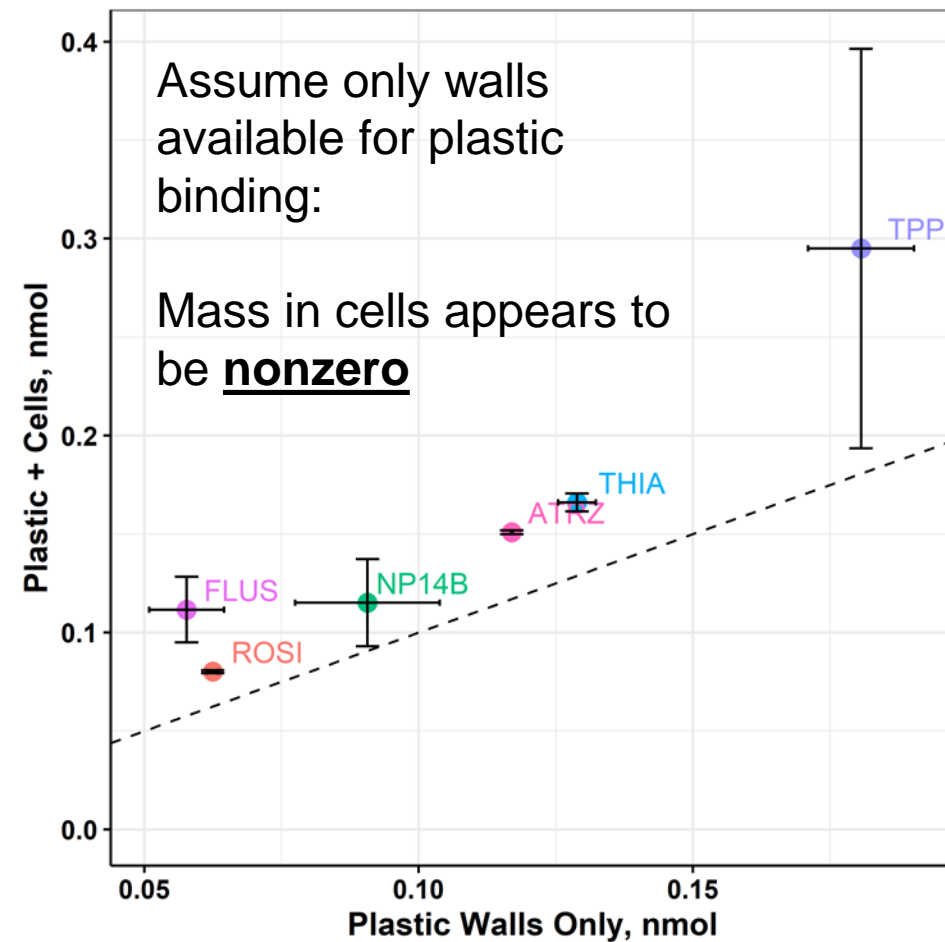 0.4
Assume only walls
available for plastic
binding:
Mass in cells appears to
be nonzero
0.3
0.2
0.1
0.0
Plastic + Cells, nmol
TPP
THIA
ATRZ
NP14B
FLUS
ROSI
0.05 0.10 0.15
Plastic Walls Only, nmol